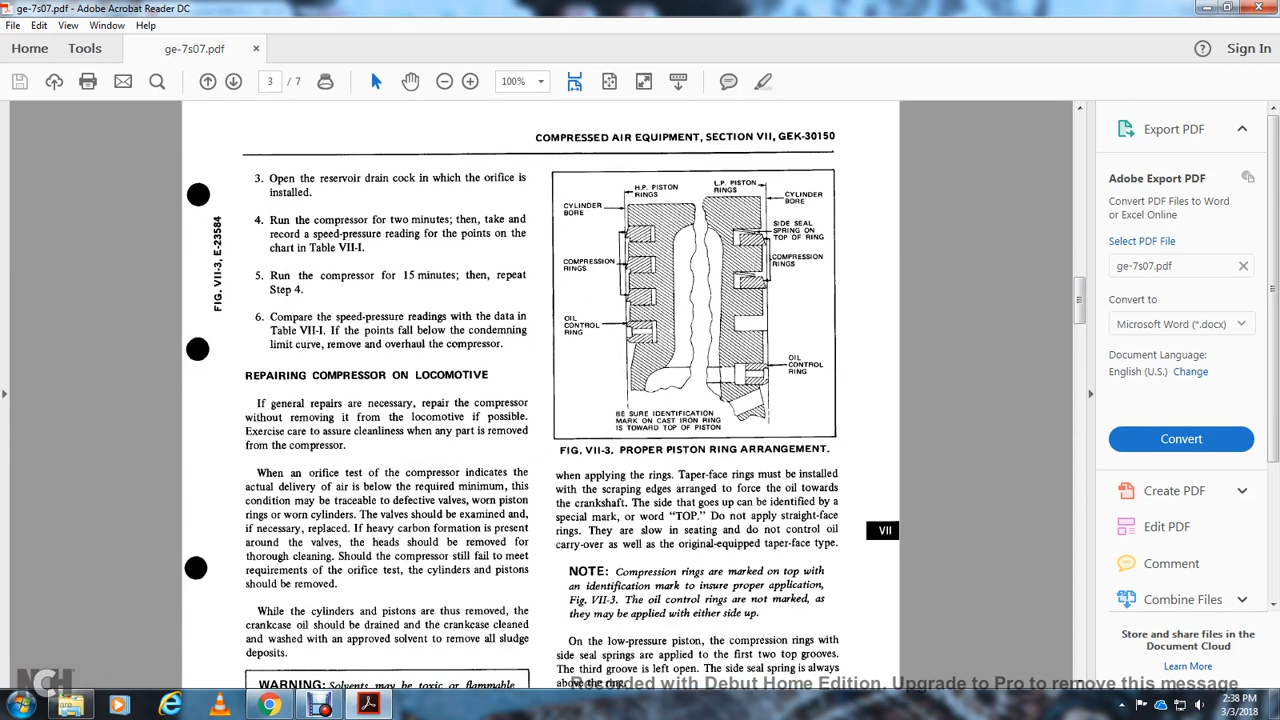 ge-7s07.pdf - Adobe Acrobat Reader DC
File Edit View Window Help
Home Tools ge-7s07.pdf × Sign In
3 / 7 100%
COMPRESSED AIR EQUIPMENT, SECTION VII, GEK-30150
FIG. VII-3, E-23584
3. Open the reservoir drain cock in which the orifice is
installed.
4. Run the compressor for two minutes; then, take and
record a speed-pressure reading for the points on the
chart in Table VII-I.
5. Run the compressor for 15 minutes; then, repeat
Step 4.
6. Compare the speed-pressure readings with the data in
Table VII-I. If the points fall below the condemning
limit curve, remove and overhaul the compressor.
REPAIRING COMPRESSOR ON LOCOMOTIVE
If general repairs are necessary, repair the compressor
without removing it from the locomotive if possible.
Exercise care to assure cleanliness when any part is removed
from the compressor.
When an orifice test of the compressor indicates the
actual delivery of air is below the required minimum, this
condition may be traceable to defective valves, worn piston
rings or worn cylinders. The valves should be examined and,
if necessary, replaced. If heavy carbon formation is present
around the valves, the heads should be removed for
thorough cleaning. Should the compressor still fail to meet
requirements of the orifice test, the cylinders and pistons
should be removed.
While the cylinders and pistons are thus removed, the
crankcase oil should be drained and the crankcase cleaned
and washed with an approved solvent to remove all sludge
deposits.
WARNING: Solvents may be toxic or flammable
H.P. PISTON
RINGS
L.P. PISTON
RINGS
CYLINDER
BORE
CYLINDER
BORE
SIDE SEAL
SPRING ON
TOP OF RING
COMPRESSION
RINGS
COMPRESSION
RINGS
OIL
CONTROL
RING
OIL
CONTROL
RING
BE SURE IDENTIFICATION
MARK ON CAST IRON RING
IS TOWARD TOP OF PISTON
FIG. VII-3. PROPER PISTON RING ARRANGEMENT.
when applying the rings. Taper-face rings must be installed
with the scraping edges arranged to force the oil towards
the crankshaft. The side that goes up can be identified by a
special mark, or word “TOP.” Do not apply straight-face
rings. They are slow in seating and do not control oil
carry-over as well as the original-equipped taper-face type.
VII
NOTE: Compression rings are marked on top with
an identification mark to insure proper application,
Fig. VII-3. The oil control rings are not marked, as
they may be applied with either side up.
On the low-pressure piston, the compression rings with
side seal springs are applied to the first two top grooves.
The third groove is left open. The side seal spring is always
above the ring.
Export PDF
Adobe Export PDF
Convert PDF Files to Word
or Excel Online
Select PDF File
ge-7s07.pdf
Convert to
Microsoft Word (*.docx)
Document Language:
English (U.S.) Change
Convert
Create PDF
Edit PDF
Comment
Combine Files
Store and share files in the
Document Cloud
Learn More
NCH
Recorded with Debut Home Edition. Upgrade to Pro to remove this message
2:38 PM
3/3/2018